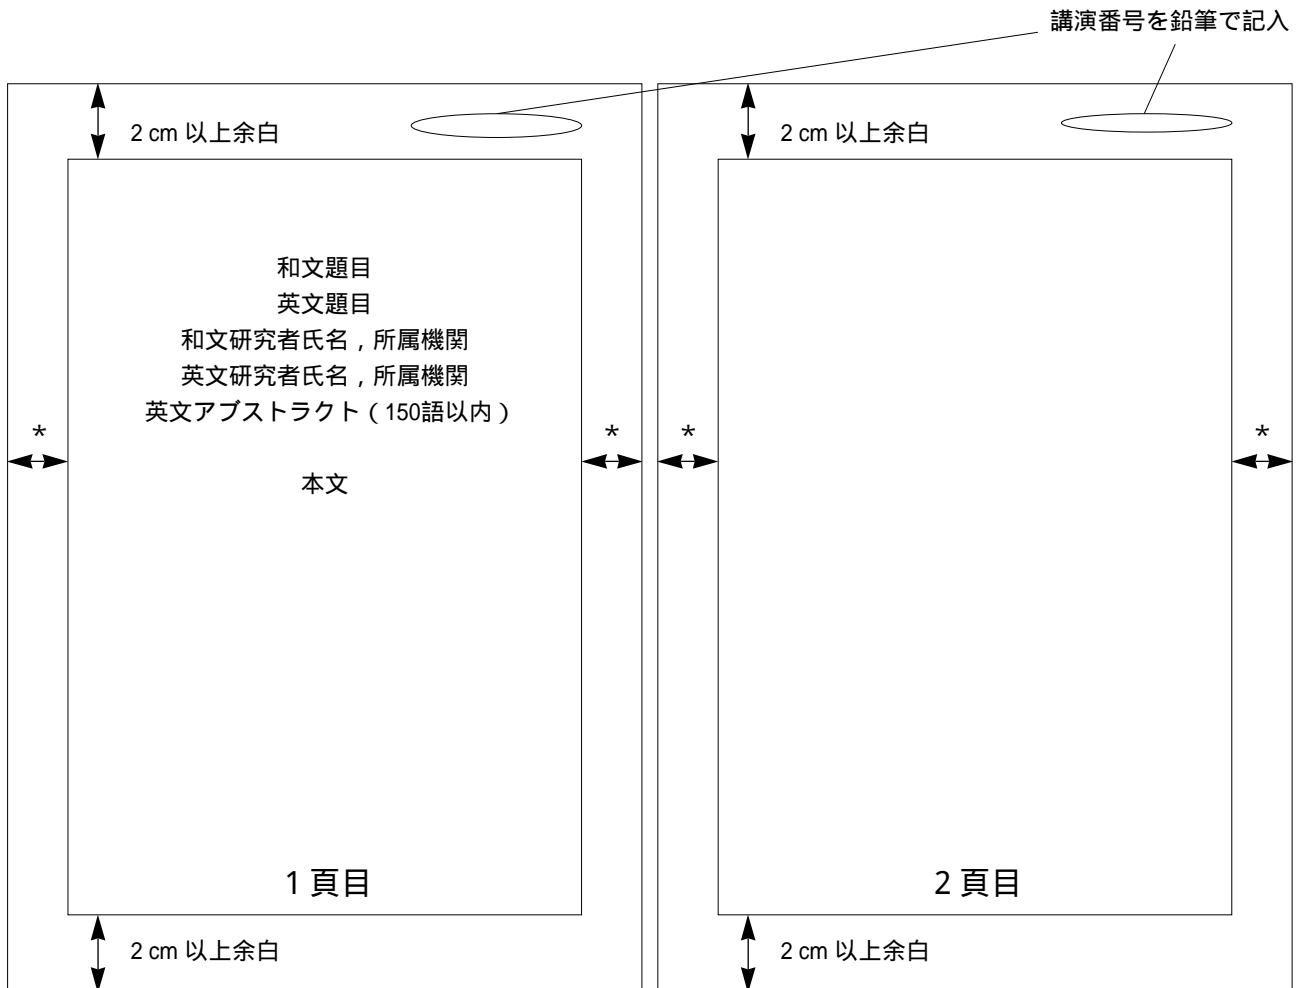 講演番号を鉛筆で記入
2 cm 以上余白
和文題目
英文題目
和文研究者氏名，所属機関
英文研究者氏名，所属機関
英文アブストラクト（150語以内）
*
*
本文
1 頁目
2 cm 以上余白
2 cm 以上余白
*
*
2 頁目
2 cm 以上余白